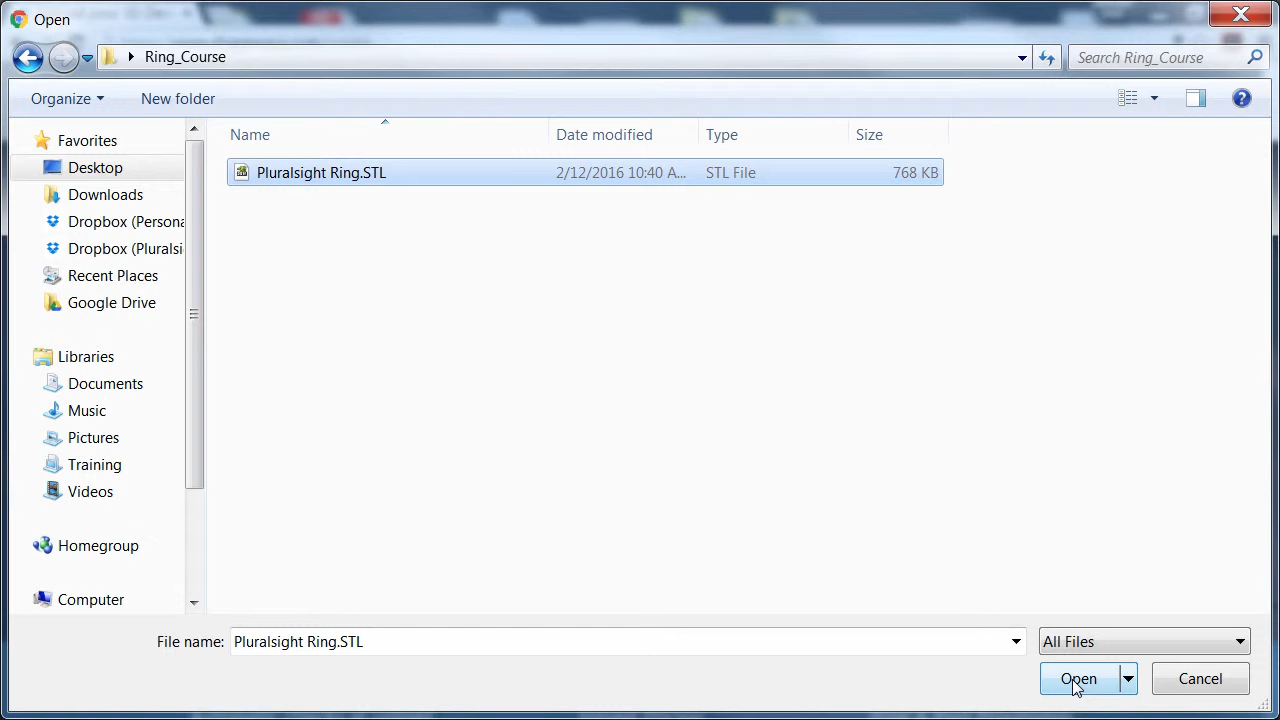 Open
Ring_Course
Search Ring_Course
Organize
New folder
Name
Date modified
Type
Size
Favorites
Desktop
Downloads
Dropbox (Persona
Dropbox (Pluralsi
Recent Places
Google Drive
Libraries
Documents
Music
Pictures
Training
Videos
Homegroup
Computer
Pluralsight Ring.STL
2/12/2016 10:40 A...
STL File
768 KB
File name:
Pluralsight Ring.STL
All Files
Open
Cancel